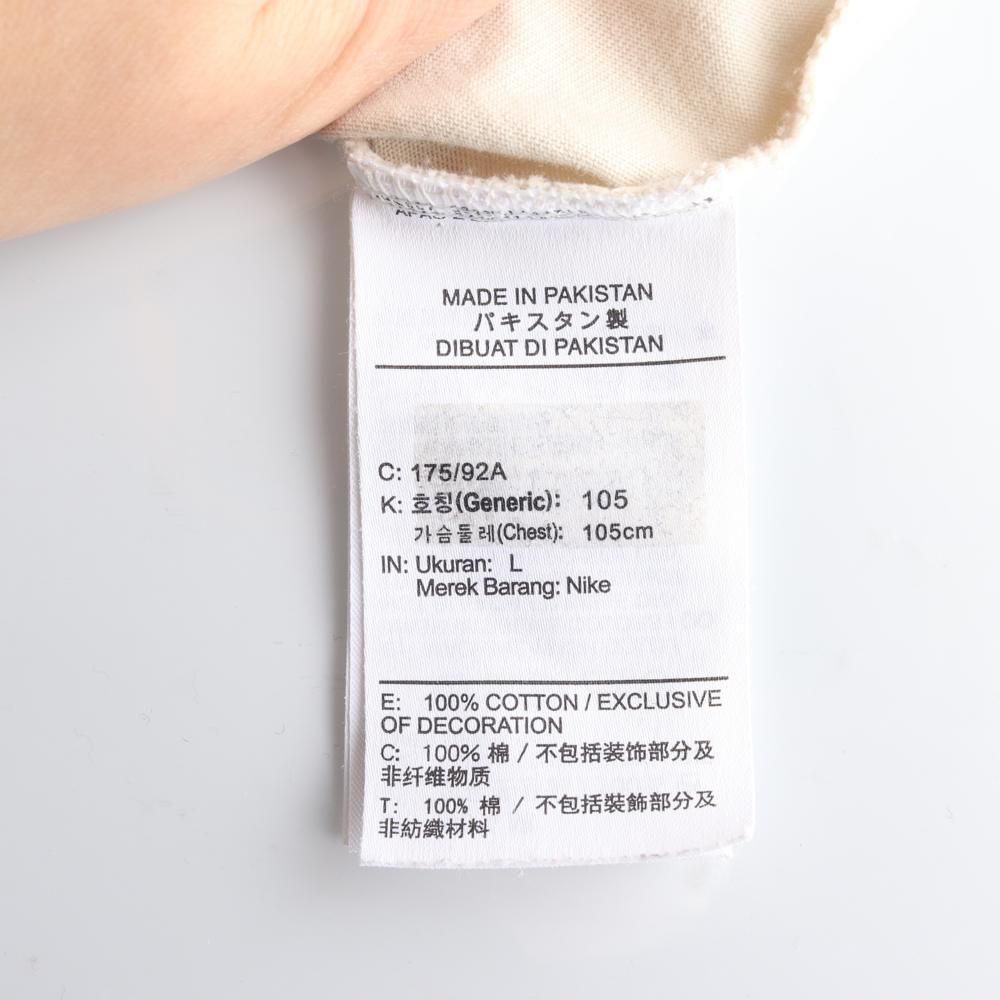 MADE IN PAKISTAN
パキスタン製
DIBUAT DI PAKISTAN
C: 175/92A
K: 호칭(Generic): 105
가슴둘레(Chest): 105cm
IN: Ukuran: L
Merek Barang: Nike
E: 100% COTTON / EXCLUSIVE
OF DECORATION
C: 100% 棉 / 不包括装饰部分及
非纤维物质
T: 100% 棉 / 不包括裝飾部分及
非紡織材料